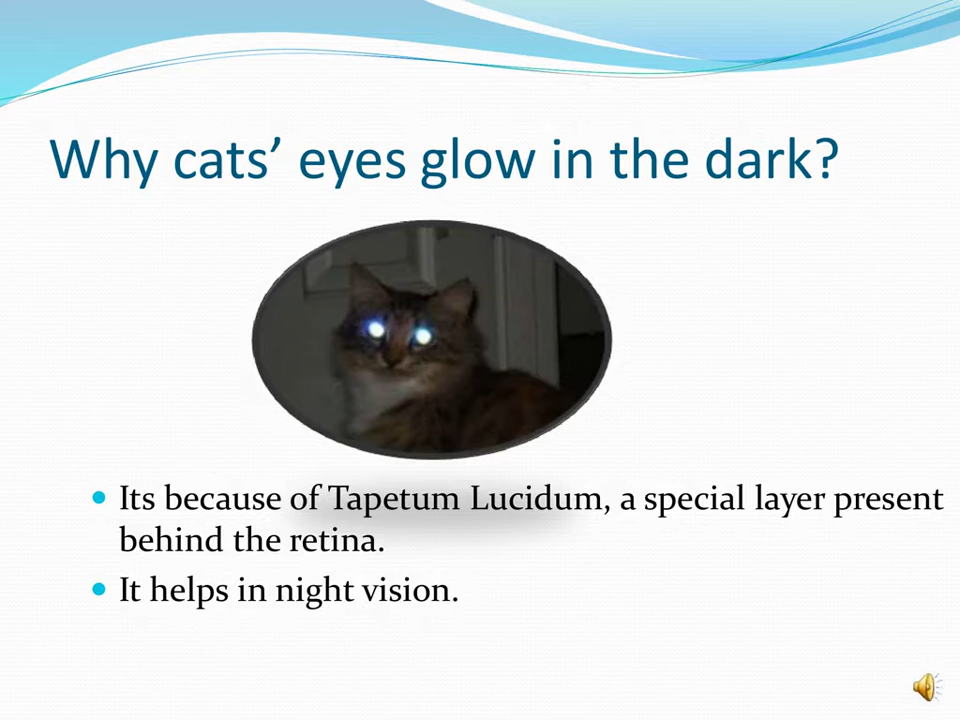 Why cats’ eyes glow in the dark?
Its because of Tapetum Lucidum, a special layer present
behind the retina.
It helps in night vision.